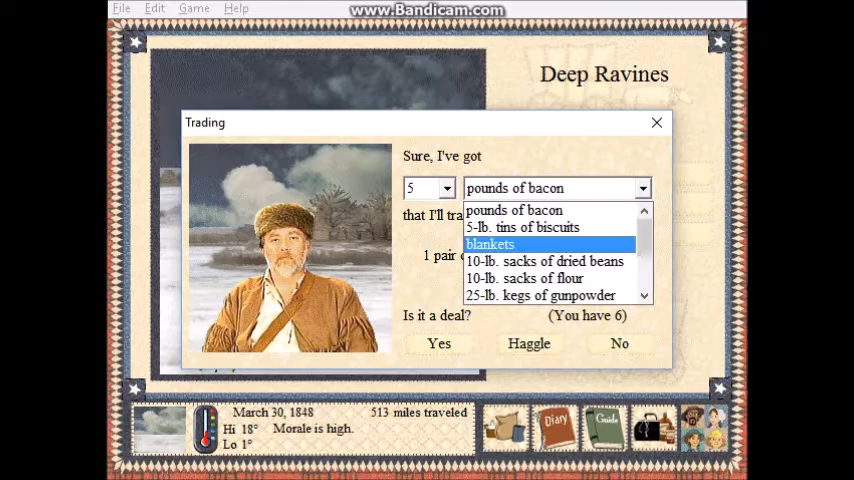 www.Bandicam.com
File Edit Game Help
Deep Ravines
Trading
Sure, I've got
5 pounds of bacon
pounds of bacon
5-lb. tins of biscuits
blankets
10-lb. sacks of dried beans
10-lb. sacks of flour
25-lb. kegs of gunpowder
that I'll tra
1 pair
Is it a deal? (You have 6)
Yes Haggle No
March 30, 1848 513 miles traveled
Hi 18° Morale is high.
Lo 1°
Diary Guide